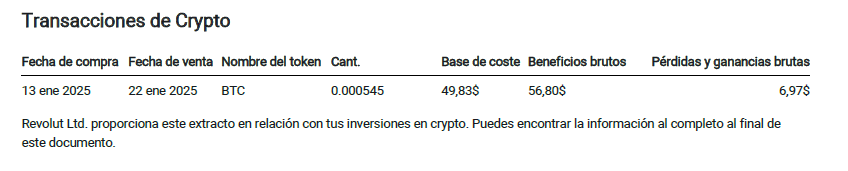 Transacciones de Crypto
Fecha de compra Fecha de venta Nombre del token Cant. Base de coste Beneficios brutos Pérdidas y ganancias brutas
13 ene 2025 22 ene 2025 BTC 0.000545 49,83$ 56,80$ 6,97$
Revolut Ltd. proporciona este extracto en relación con tus inversiones en crypto. Puedes encontrar la información al completo al final de
este documento.